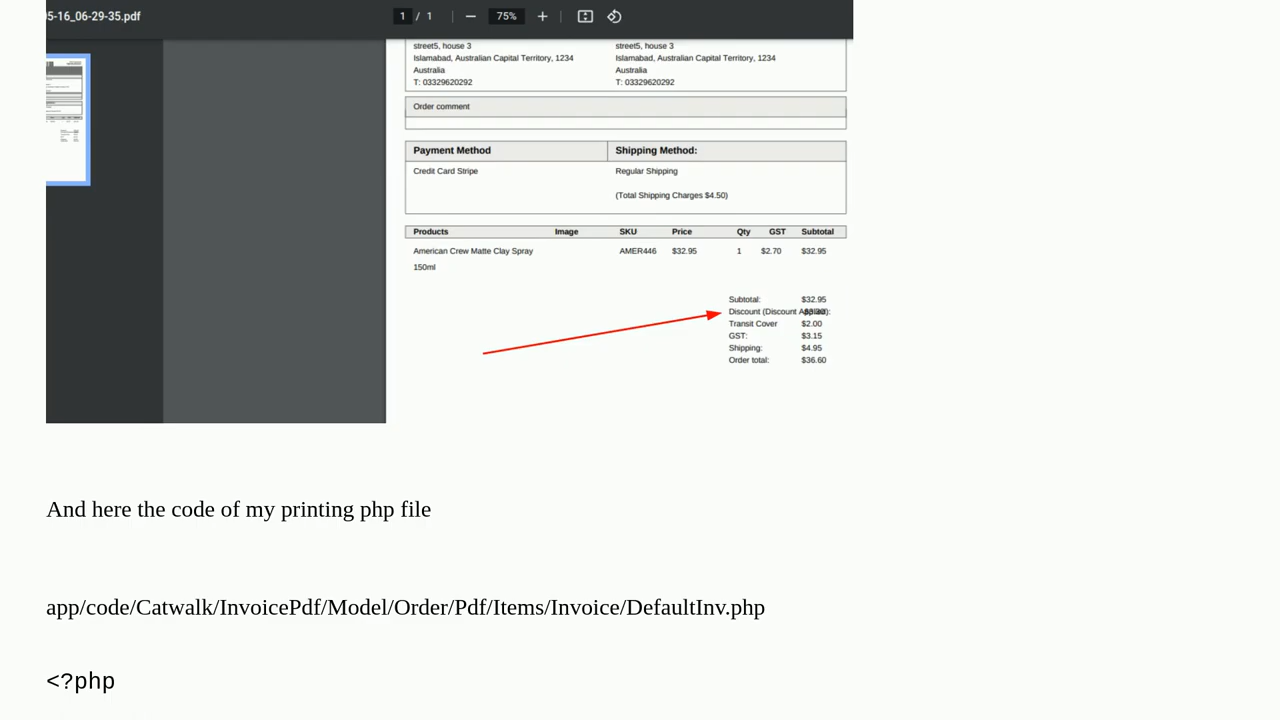 05-16_06-29-35.pdf 1 / 1 75%
street5, house 3 street5, house 3
Islamabad, Australian Capital Territory, 1234 Islamabad, Australian Capital Territory, 1234
Australia Australia
T: 03329620292 T: 03329620292
Order comment
Payment Method Shipping Method:
Credit Card Stripe Regular Shipping
(Total Shipping Charges $4.50)
Products Image SKU Price Qty GST Subtotal
American Crew Matte Clay Spray AMER446 $32.95 1 $2.70 $32.95
150ml
Subtotal: $32.95
Discount (Discount
Transit Cover $2.00
GST: $3.15
Shipping: $4.95
Order total: $36.60
And here the code of my printing php file
app/code/Catwalk/InvoicePdf/Model/Order/Pdf/Items/Invoice/DefaultInv.php
<?php